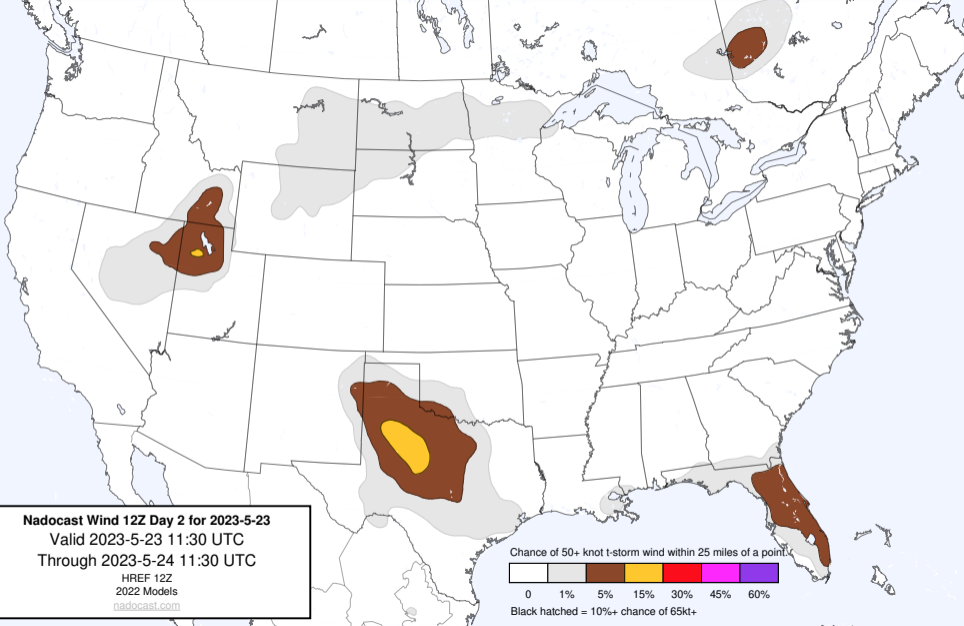 Nadocast Wind 12Z Day 2 for 2023-5-23
Valid 2023-5-23 11:30 UTC
Through 2023-5-24 11:30 UTC
HREF 12Z
2022 Models
nadocast.com
Chance of 50+ knot t-storm wind within 25 miles of a point.
0 1% 5% 15% 30% 45% 60%
Black hatched = 10%+ chance of 65kt+